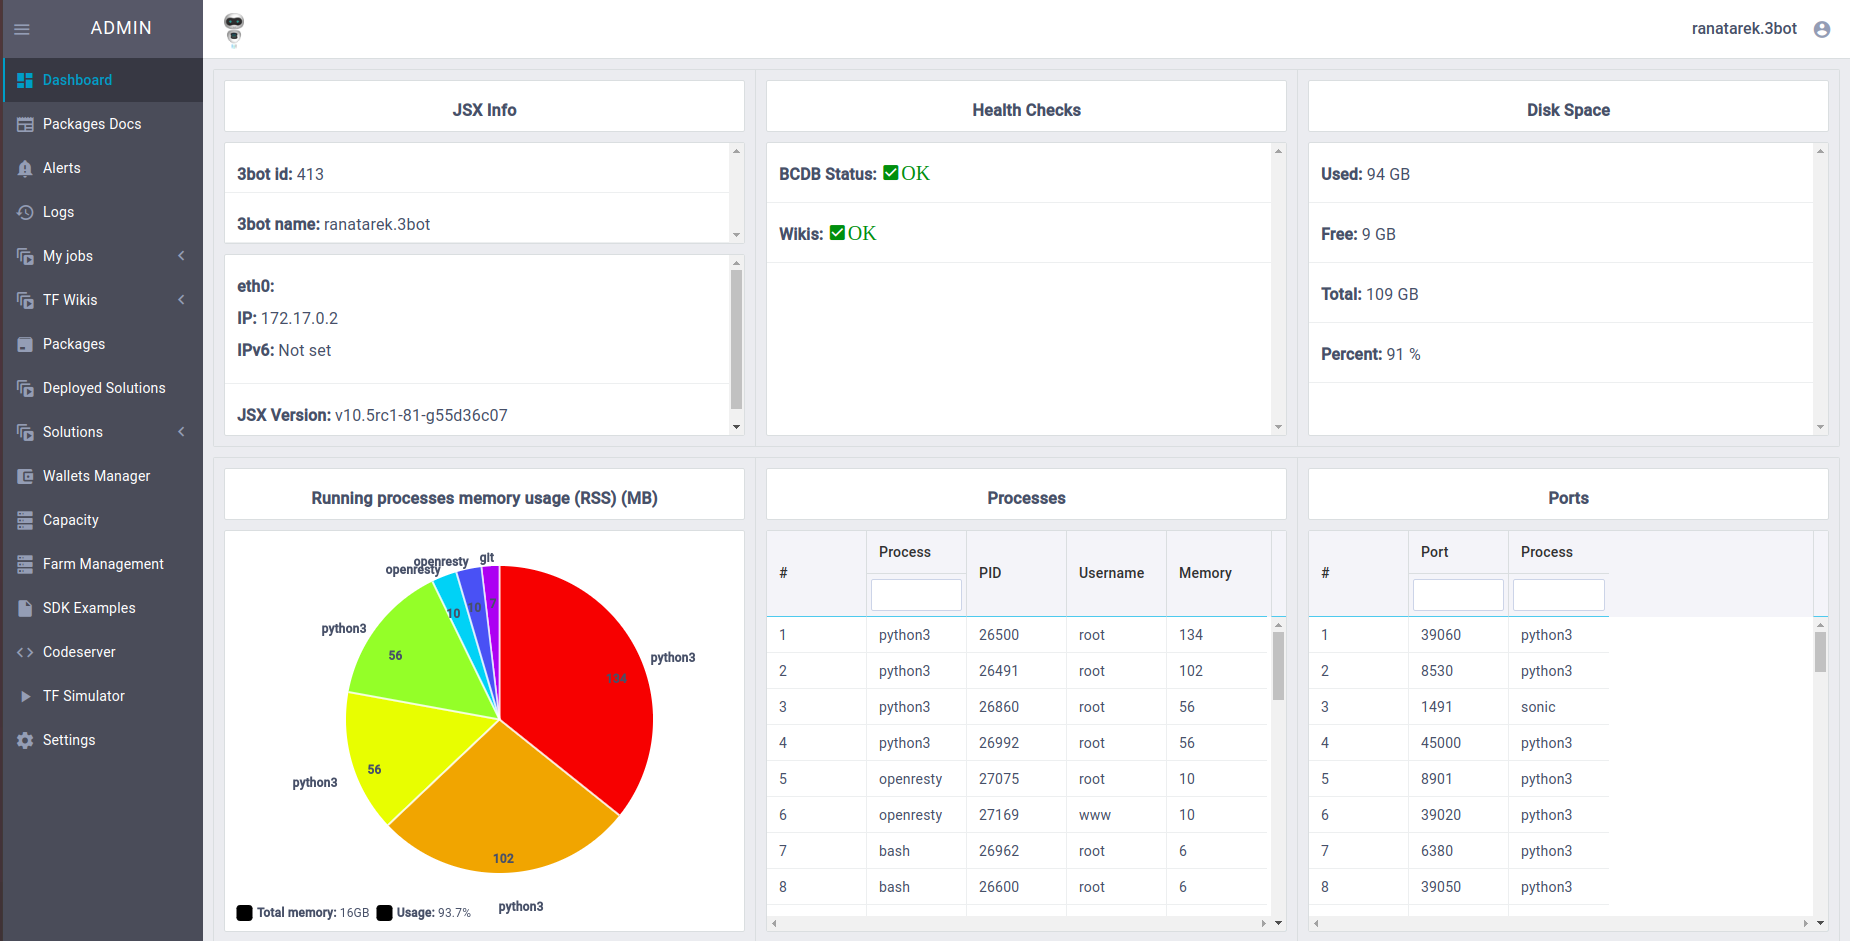 ADMIN
ranatarek.3bot
Dashboard
Packages Docs
Alerts
Logs
My jobs
TF Wikis
Packages
Deployed Solutions
Solutions
Wallets Manager
Capacity
Farm Management
SDK Examples
Codeserver
TF Simulator
Settings
JSX Info
3bot id: 413
3bot name: ranatarek.3bot
eth0:
IP: 172.17.0.2
IPv6: Not set
JSX Version: v10.5rc1-81-g55d36c07
Health Checks
BCDB Status: OK
Wikis: OK
Disk Space
Used: 94 GB
Free: 9 GB
Total: 109 GB
Percent: 91 %
Running processes memory usage (RSS) (MB)
git
openresty
openresty
10
10
python3
56
python3
134
python3
56
102
python3
Total memory: 16GB Usage: 93.7%
Processes
# Process PID Username Memory
1 python3 26500 root 134
2 python3 26491 root 102
3 python3 26860 root 56
4 python3 26992 root 56
5 openresty 27075 root 10
6 openresty 27169 www 10
7 bash 26962 root 6
8 bash 26600 root 6
Ports
# Port Process
1 39060 python3
2 8530 python3
3 1491 sonic
4 45000 python3
5 8901 python3
6 39020 python3
7 6380 python3
8 39050 python3